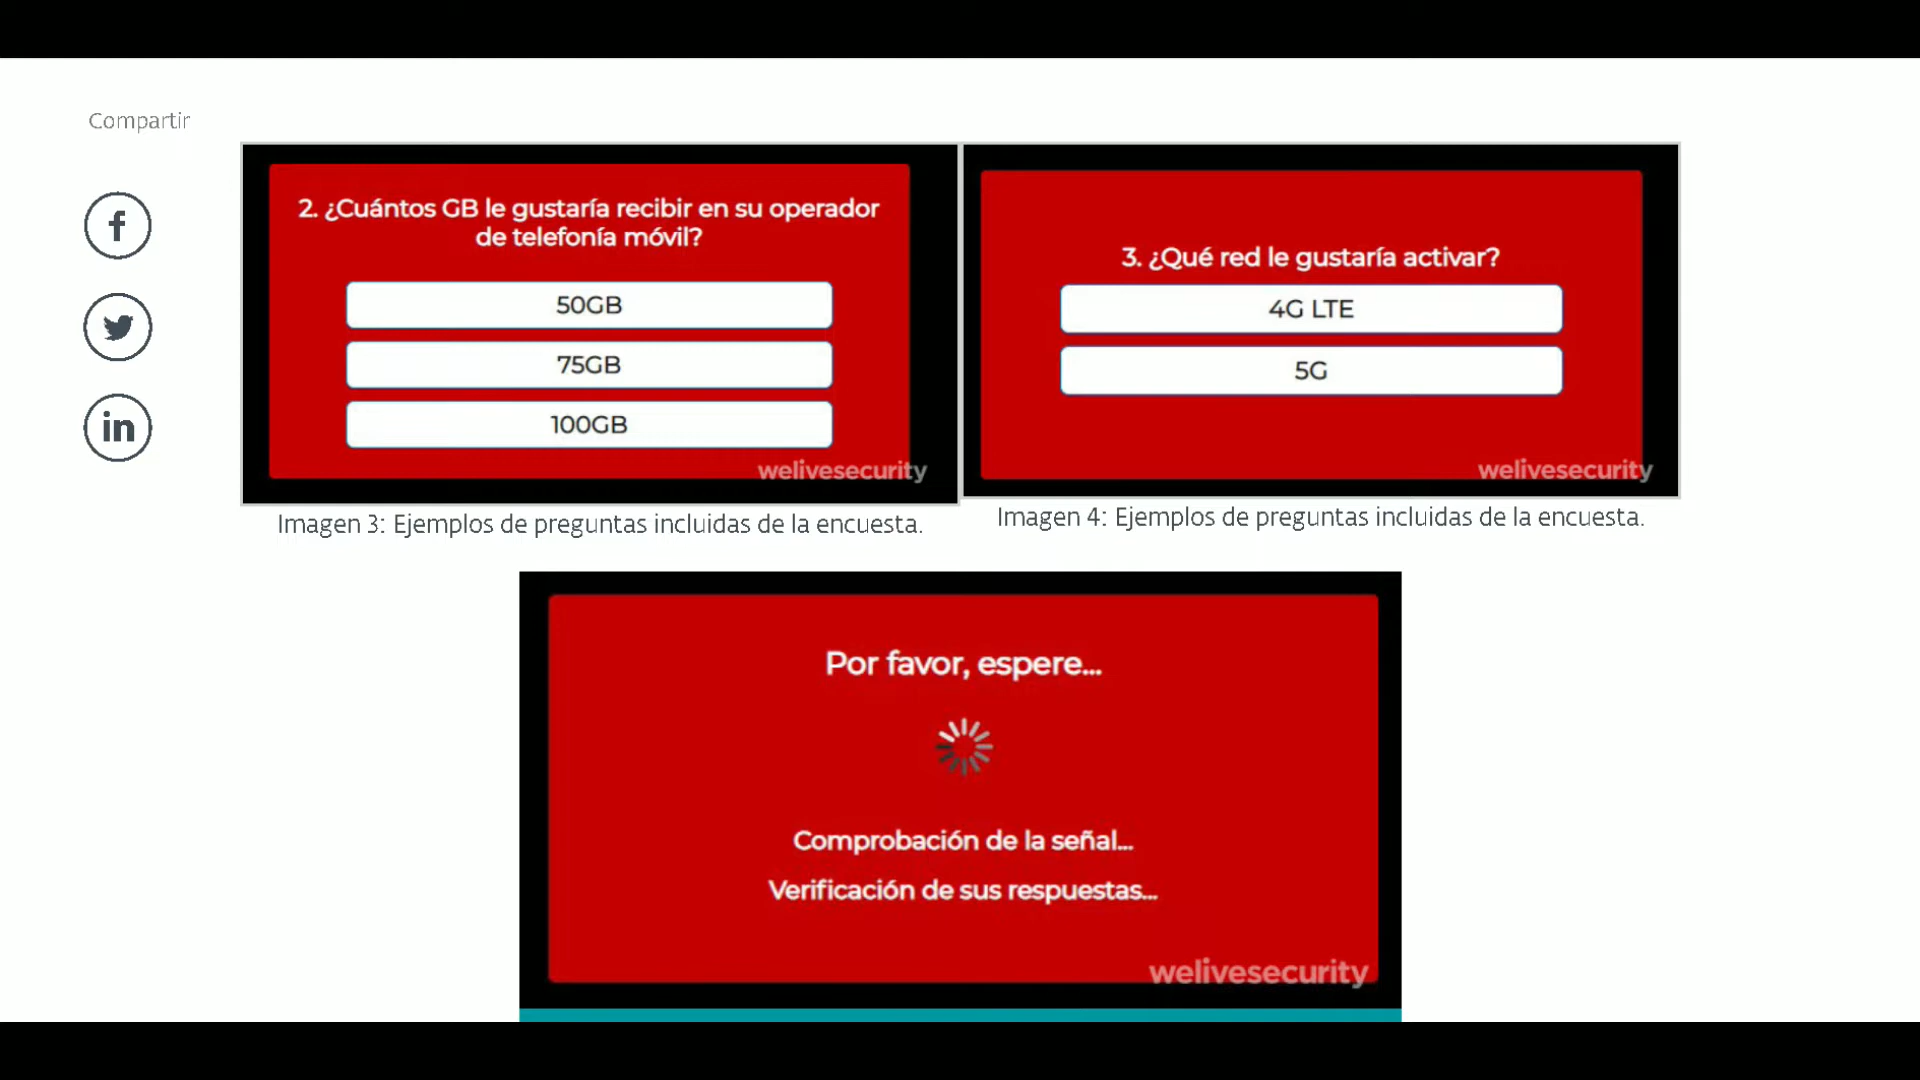 Compartir
2. ¿Cuántos GB le gustaría recibir en su operador
de telefonía móvil?
50GB
75GB
100GB
welivesecurity
Imagen 3: Ejemplos de preguntas incluidas de la encuesta.
3. ¿Qué red le gustaría activar?
4G LTE
5G
welivesecurity
Imagen 4: Ejemplos de preguntas incluidas de la encuesta.
Por favor, espere...
Comprobación de la señal...
Verificación de sus respuestas...
welivesecurity